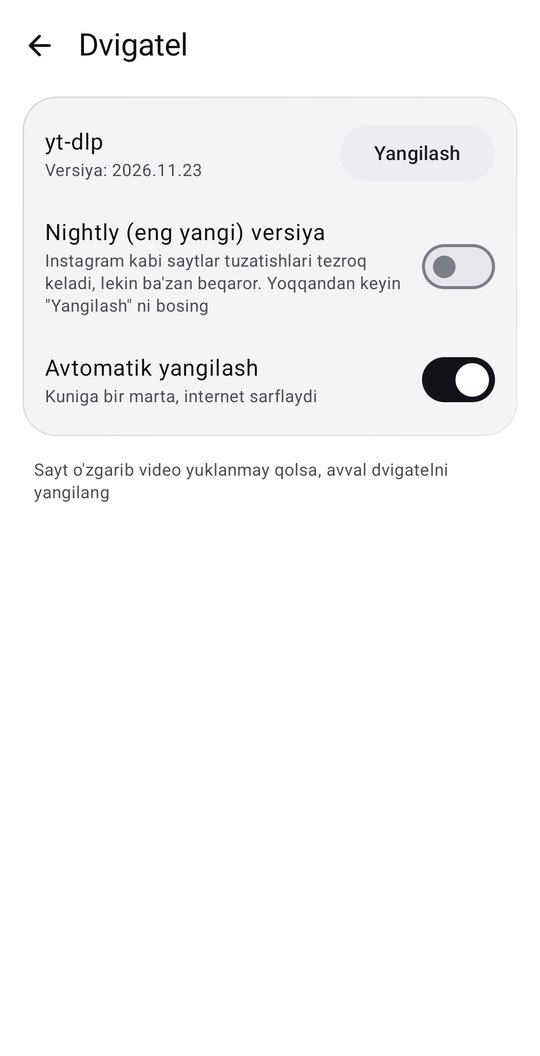 Dvigatel
yt-dlp
Versiya: 2026.11.23
Yangilash
Nightly (eng yangi) versiya
Instagram kabi saytlar tuzatishlari tezroq
keladi, lekin ba'zan beqaror. Yoqqandan keyin
"Yangilash" ni bosing
Avtomatik yangilash
Kuniga bir marta, internet sarflaydi
Sayt o'zgarib video yuklanmay qolsa, avval dvigatelni
yangilang